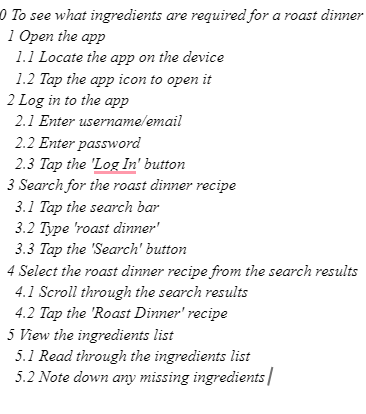 0 To see what ingredients are required for a roast dinner
1 Open the app
1.1 Locate the app on the device
1.2 Tap the app icon to open it
2 Log in to the app
2.1 Enter username/email
2.2 Enter password
2.3 Tap the 'Log In' button
3 Search for the roast dinner recipe
3.1 Tap the search bar
3.2 Type 'roast dinner'
3.3 Tap the 'Search' button
4 Select the roast dinner recipe from the search results
4.1 Scroll through the search results
4.2 Tap the 'Roast Dinner' recipe
5 View the ingredients list
5.1 Read through the ingredients list
5.2 Note down any missing ingredients